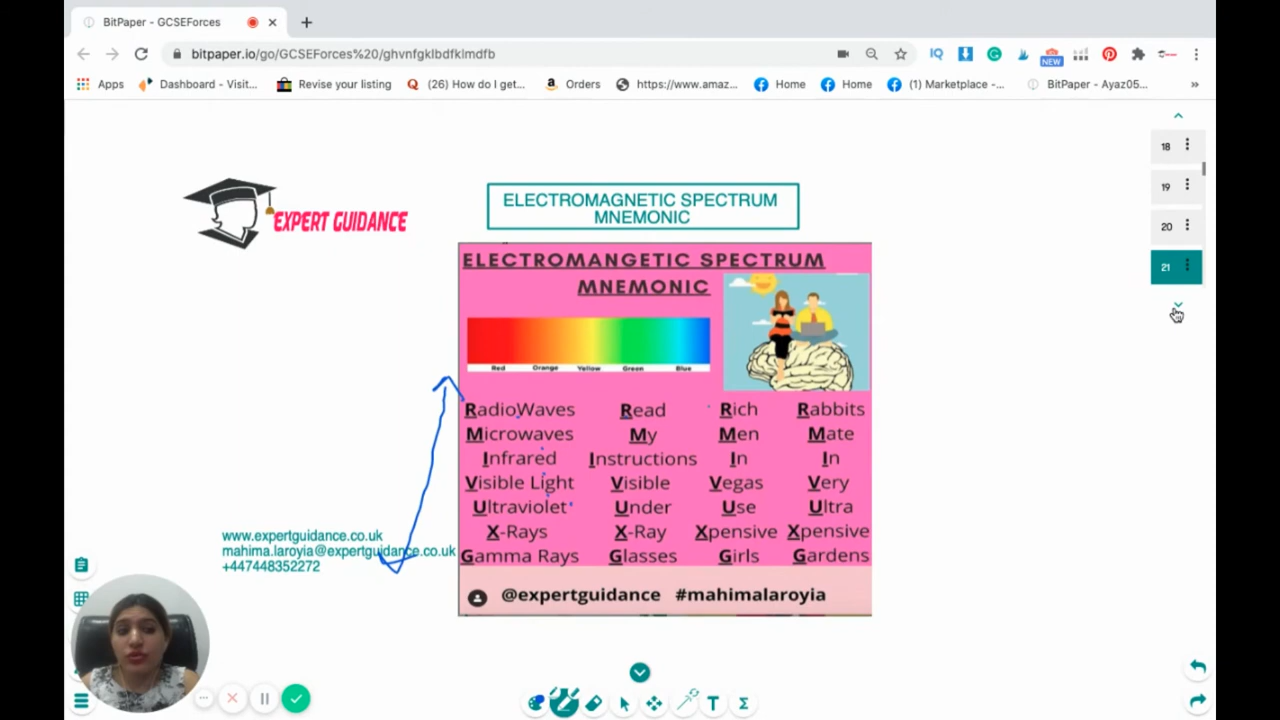 BitPaper - GCSEForces
bitpaper.io/go/GCSEForces%20/ghvnfgklbdfklmdfb
IQ
NEW
Apps
Dashboard - Visit...
Revise your listing
(26) How do I get...
Orders
https://www.amaz...
Home
Home
(1) Marketplace -...
BitPaper - Ayaz05...
»
18
19
20
21
EXPERT GUIDANCE
ELECTROMAGNETIC SPECTRUM
MNEMONIC
ELECTROMANGETIC SPECTRUM
MNEMONIC
Red Orange Yellow Green Blue
RadioWaves Read Rich Rabbits
Microwaves My Men Mate
Infrared Instructions In In
Visible Light Visible Vegas Very
Ultraviolet Under Use Ultra
X-Rays X-Ray Xpensive Xpensive
Gamma Rays Glasses Girls Gardens
@expertguidance #mahimalaroyia
www.expertguidance.co.uk
mahima.laroyia@expertguidance.co.uk
+447448352272
T
Σ